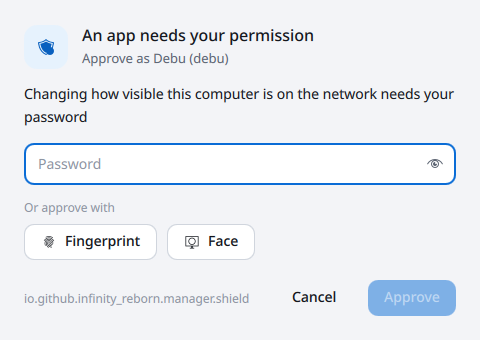 An app needs your permission
Approve as Debu (debu)
Changing how visible this computer is on the network needs your
password
Password
Or approve with
Fingerprint
Face
io.github.infinity_reborn.manager.shield
Cancel
Approve